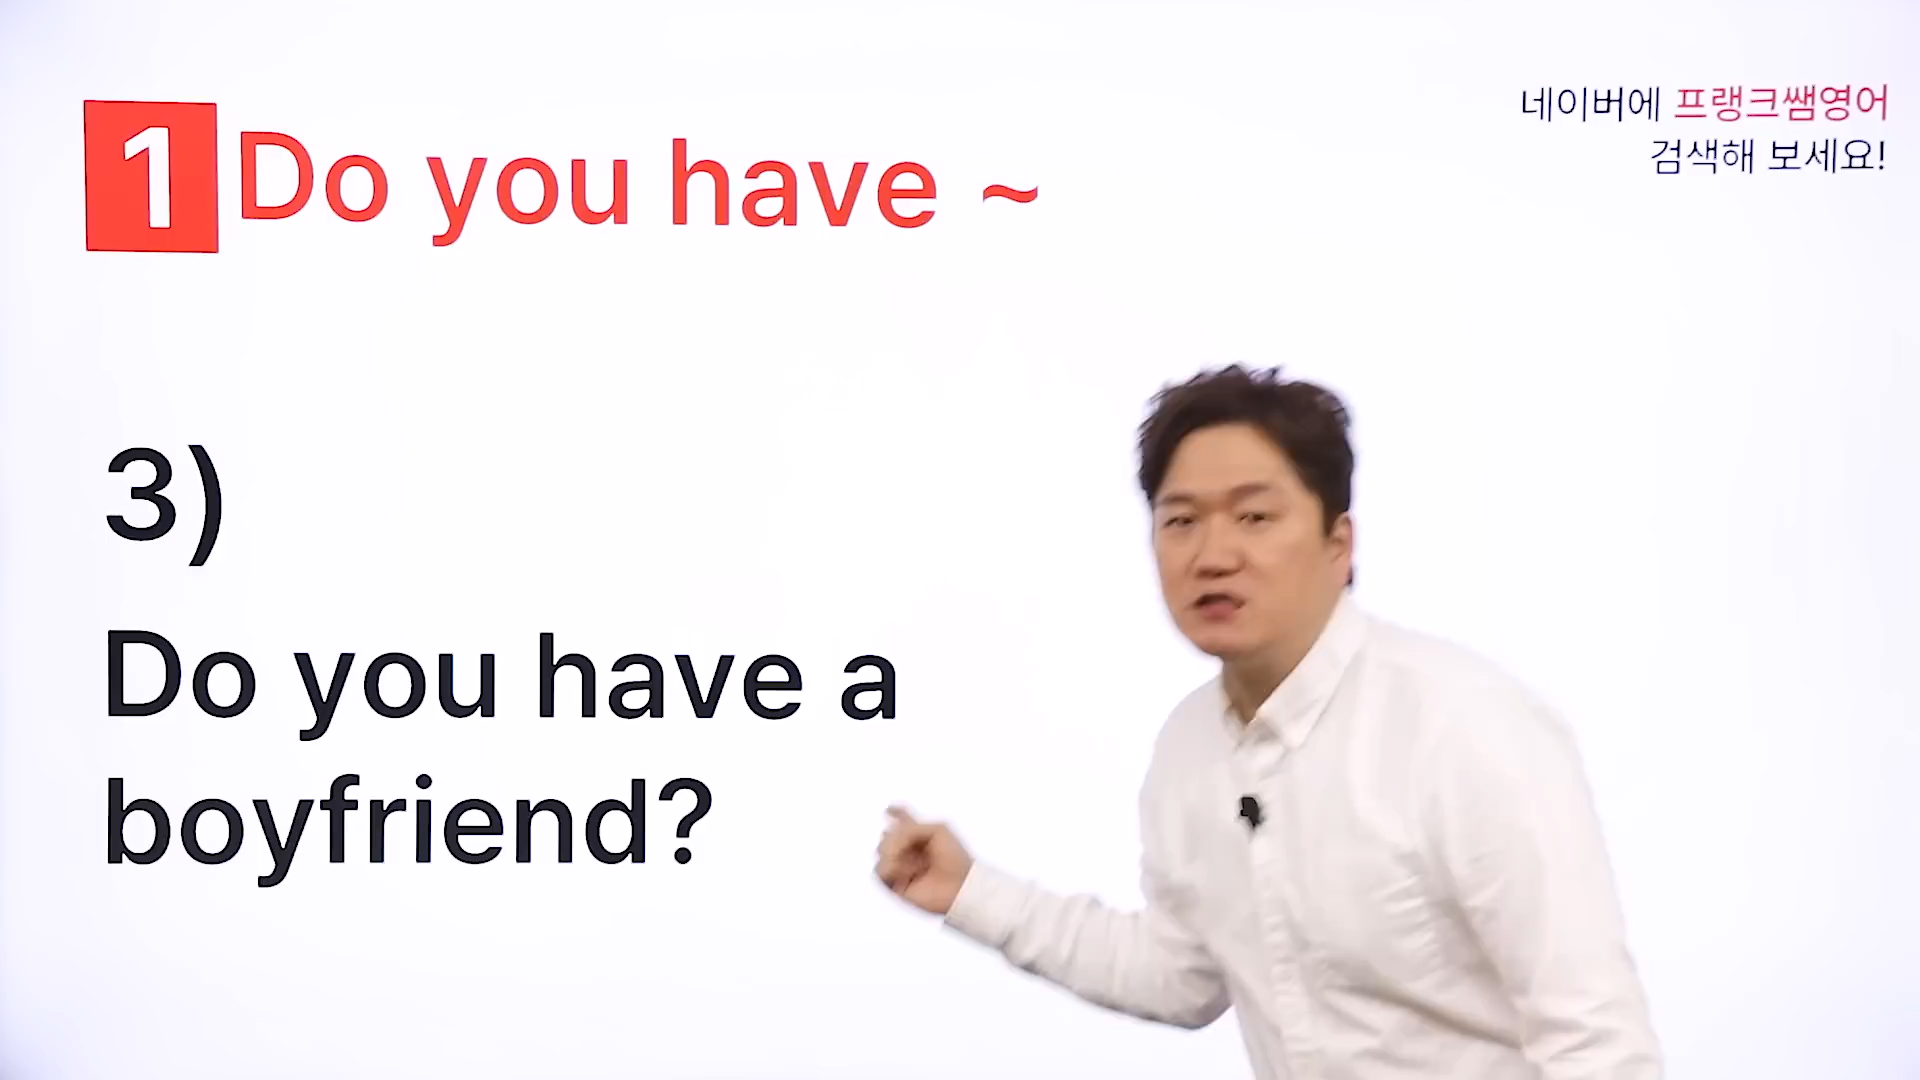 1 Do you have ~
네이버에 프랭크쌤영어
검색해 보세요!
3)
Do you have a
boyfriend?